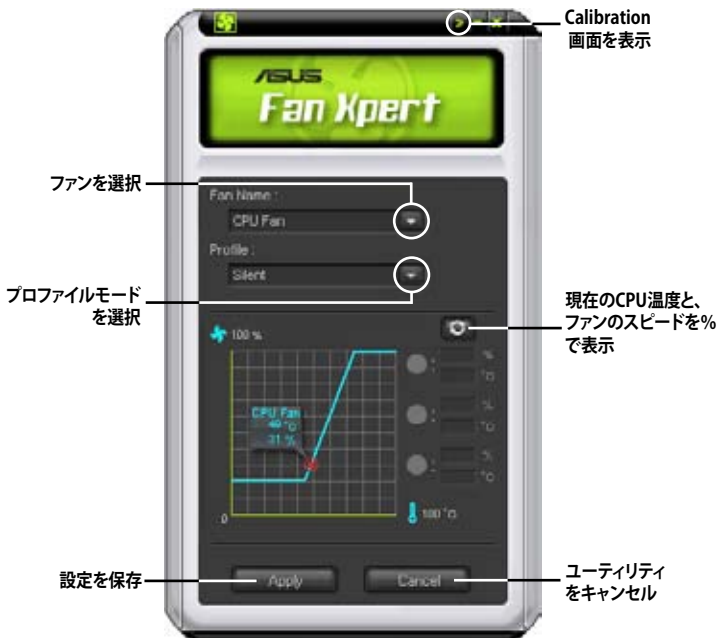 Calibration
画面を表示
ASUS
Fan Xpert
ファンを選択
Fan Name :
CPU Fan
Profile :
Silent
プロファイルモード
を選択
現在のCPU温度と、
ファンのスピードを%
で表示
100 %
%
°C
CPU Fan
31 %
%
°C
%
°C
0
100 °C
設定を保存
Apply
Cancel
ユーティリティ
をキャンセル